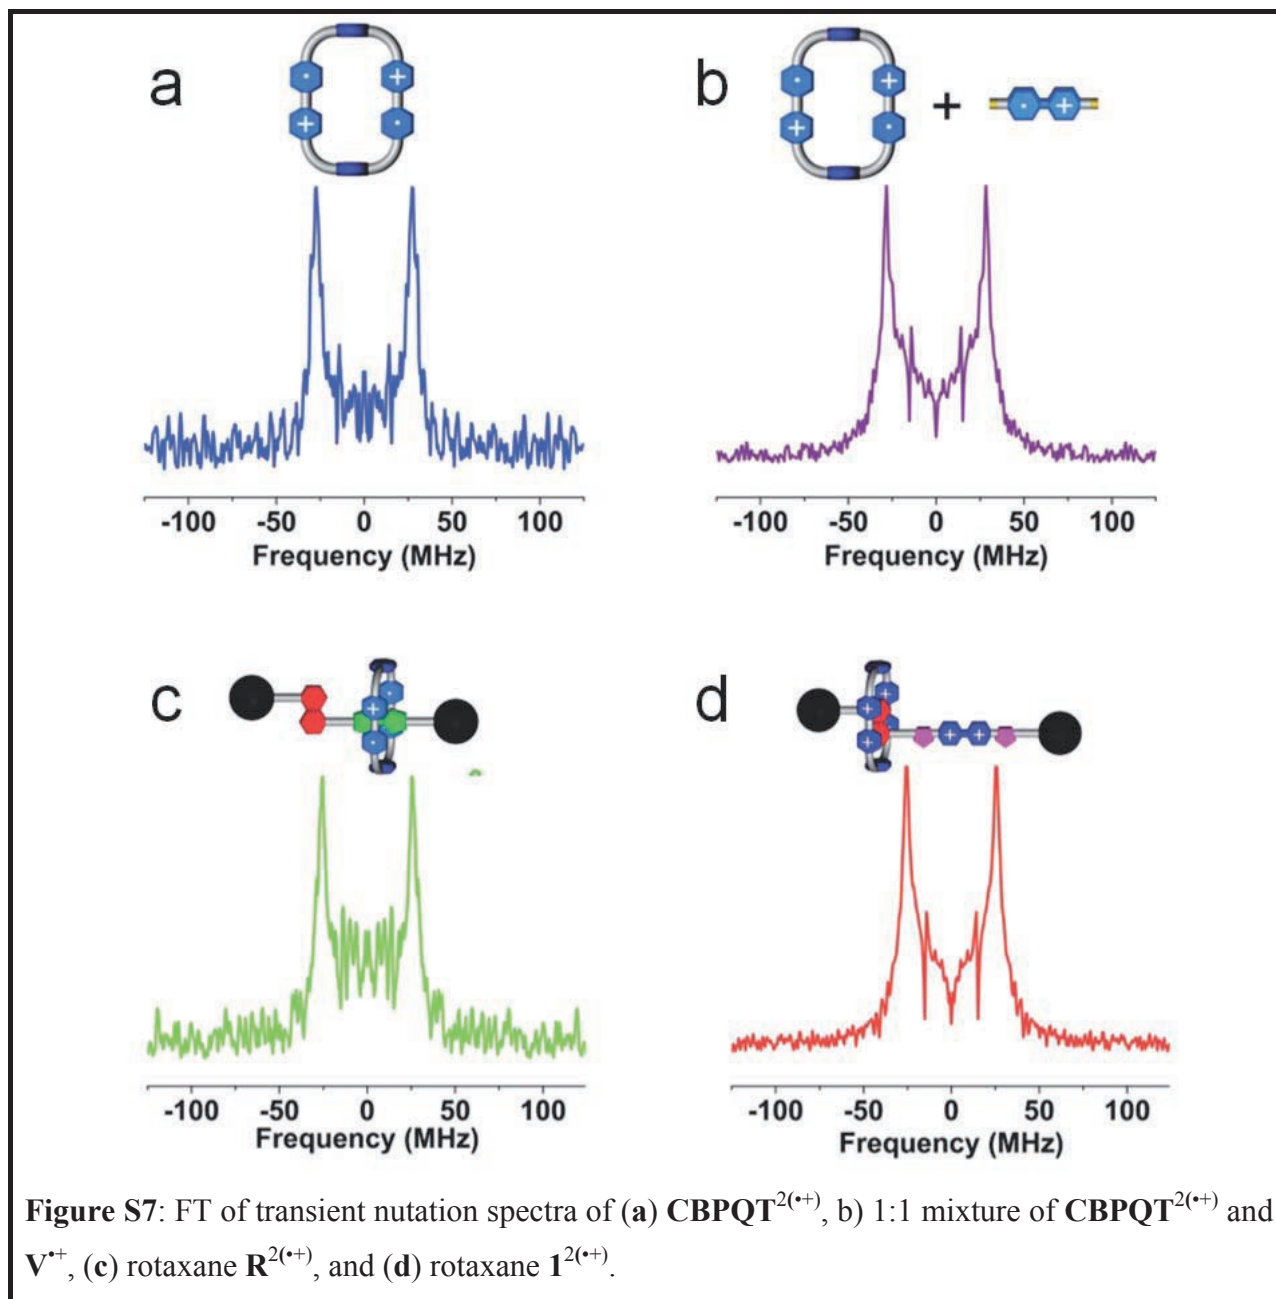 a
b
+
-100 -50 0 50 100
Frequency (MHz)
-100 -50 0 50 100
Frequency (MHz)
c
d
-100 -50 0 50 100
Frequency (MHz)
-100 -50 0 50 100
Frequency (MHz)
Figure S7: FT of transient nutation spectra of (a) CBPQT²⁽•⁺⁾, b) 1:1 mixture of CBPQT²⁽•⁺⁾ and
V•⁺, (c) rotaxane R²⁽•⁺⁾, and (d) rotaxane 1²⁽•⁺⁾.